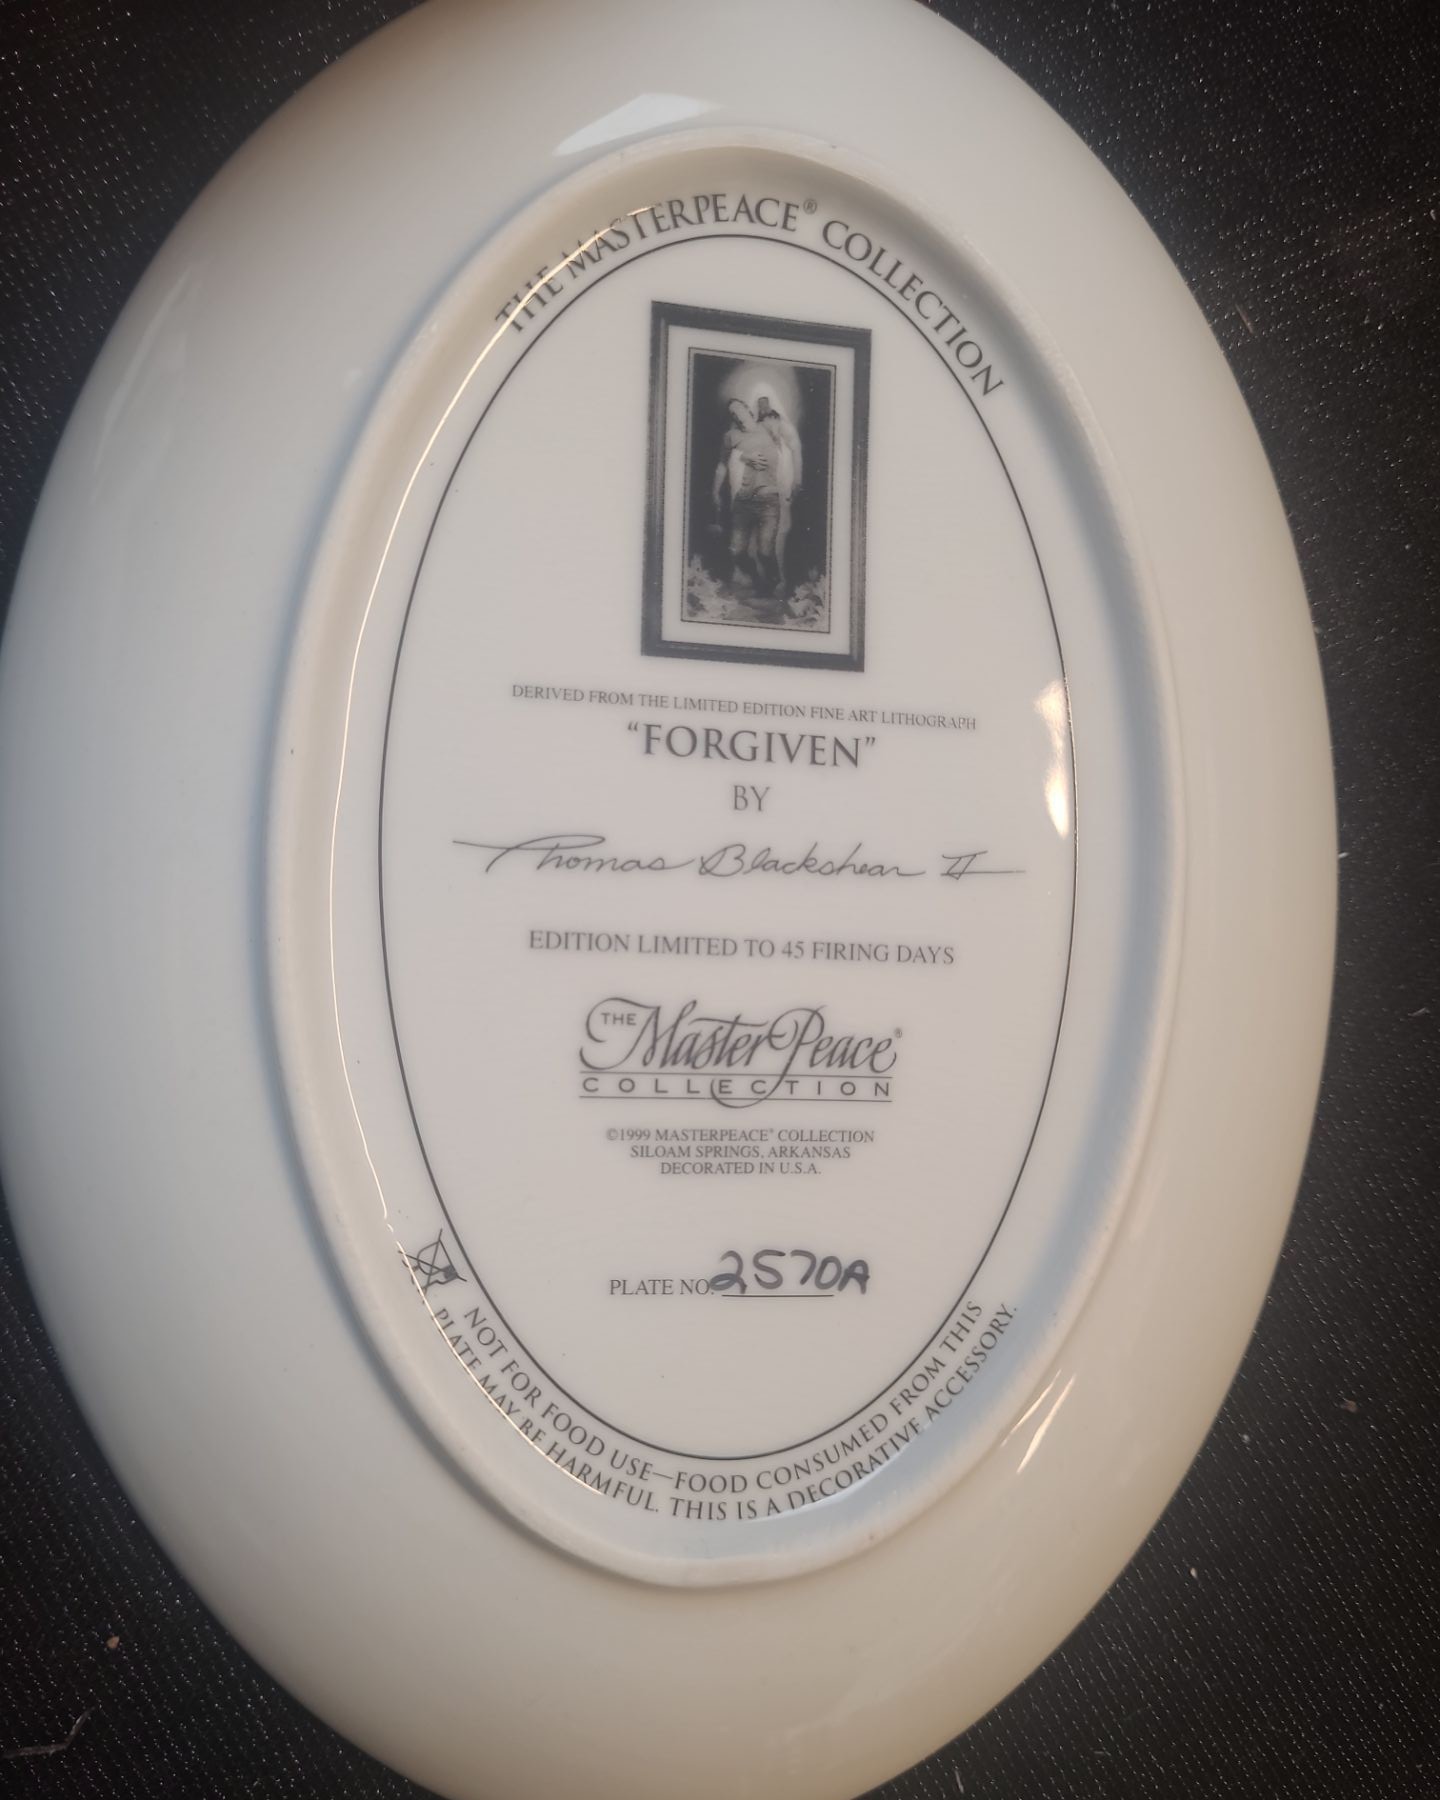 THE MASTERPEACE® COLLECTION
DERIVED FROM THE LIMITED EDITION FINE ART LITHOGRAPH
“FORGIVEN”
BY
Thomas Blackshear II
EDITION LIMITED TO 45 FIRING DAYS
THE MasterPeace®
COLLECTION
©1999 MASTERPEACE® COLLECTION
SILOAM SPRINGS, ARKANSAS
DECORATED IN U.S.A.
PLATE NO. 2570A
NOT FOR FOOD USE—FOOD CONSUMED FROM THIS
PLATE MAY BE HARMFUL. THIS IS A DECORATIVE ACCESSORY.